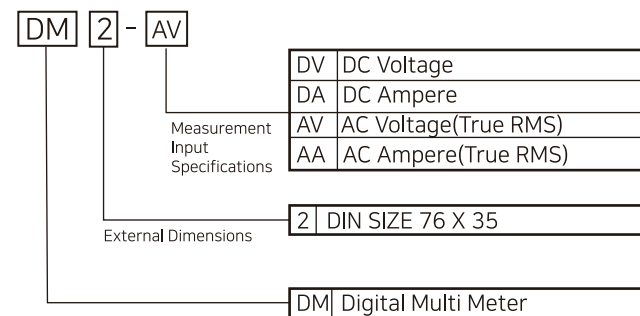 DM 2 - AV
DV DC Voltage
DA DC Ampere
AV AC Voltage(True RMS)
AA AC Ampere(True RMS)
Measurement
Input
Specifications
2 DIN SIZE 76 X 35
External Dimensions
DM Digital Multi Meter